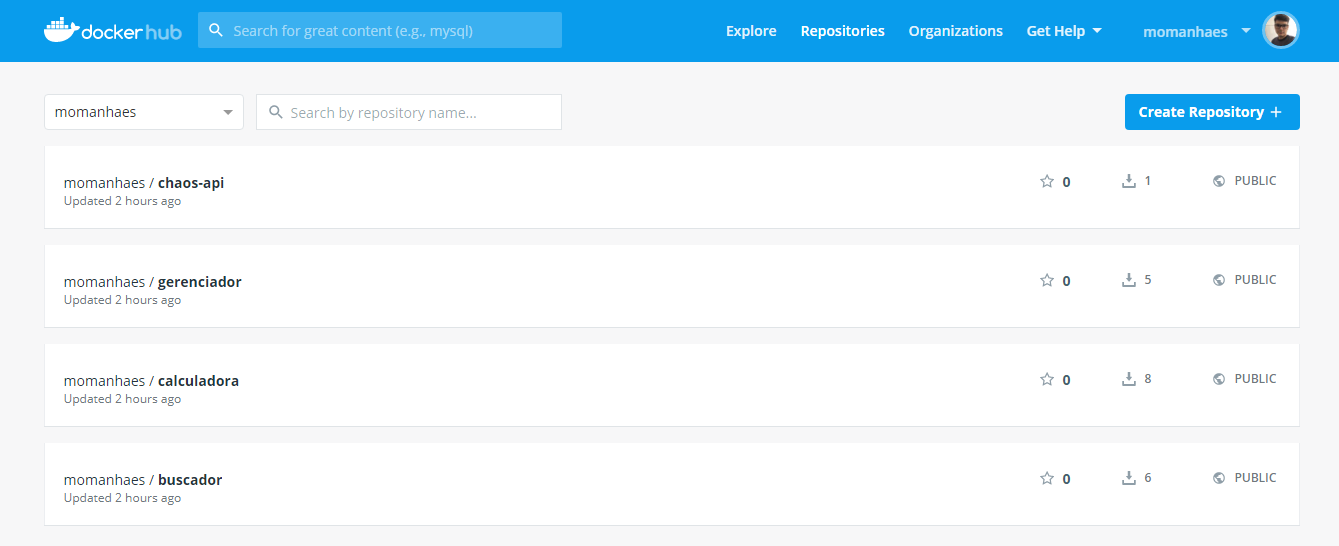 docker hub Search for great content (e.g., mysql) Explore Repositories Organizations Get Help momanhaes
momanhaes Search by repository name... Create Repository +
momanhaes / chaos-api 0 1 PUBLIC
Updated 2 hours ago
momanhaes / gerenciador 0 5 PUBLIC
Updated 2 hours ago
momanhaes / calculadora 0 8 PUBLIC
Updated 2 hours ago
momanhaes / buscador 0 6 PUBLIC
Updated 2 hours ago